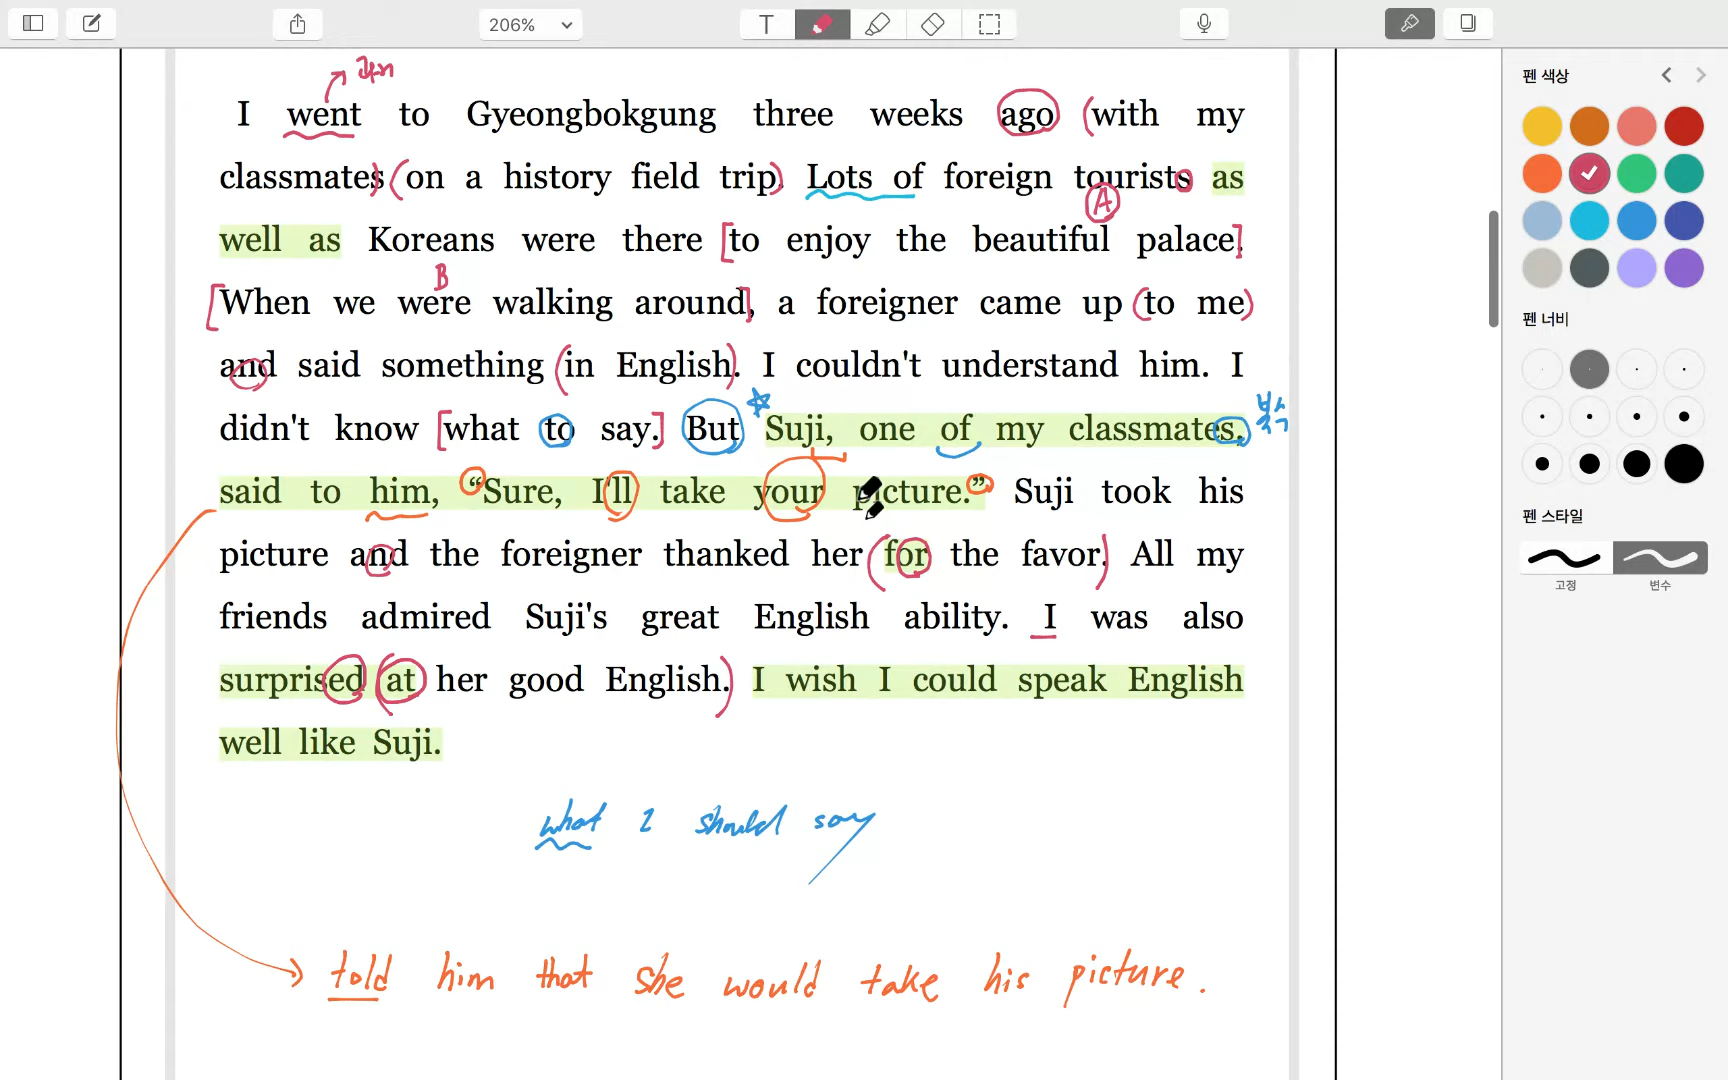 206%
T
펜 색상
과거
I went to Gyeongbokgung three weeks ago (with my
classmates) (on a history field trip). Lots of foreign tourists as
A
well as Koreans were there [to enjoy the beautiful palace].
B
[When we were walking around], a foreigner came up (to me)
펜 너비
and said something (in English). I couldn't understand him. I
복수
didn't know [what to say.] But Suji, one of my classmates.
said to him, “Sure, I'll take your picture.” Suji took his
펜 스타일
picture and the foreigner thanked her (for the favor.) All my
고정 변수
friends admired Suji's great English ability. I was also
surprised (at her good English.) I wish I could speak English
well like Suji.
what I should say
told him that she would take his picture.